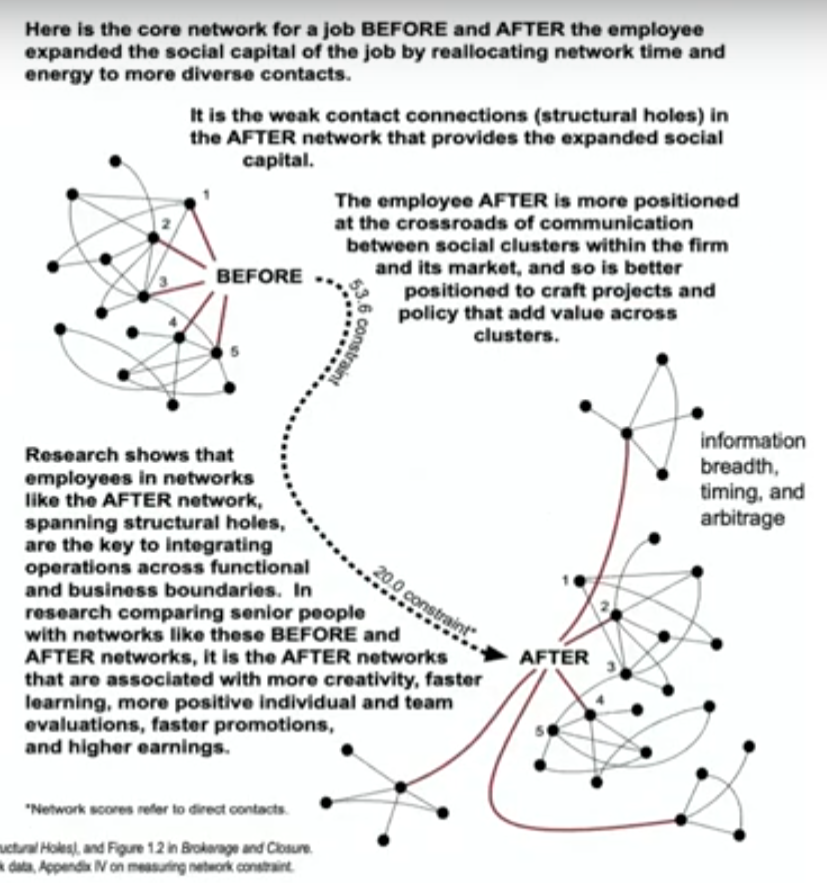 Here is the core network for a job BEFORE and AFTER the employee
expanded the social capital of the job by reallocating network time and
energy to more diverse contacts.
It is the weak contact connections (structural holes) in
the AFTER network that provides the expanded social
capital.
The employee AFTER is more positioned
at the crossroads of communication
between social clusters within the firm
and its market, and so is better
positioned to craft projects and
policy that add value across
clusters.
1
2
3
4
5
BEFORE
53.6 constraint
Research shows that
employees in networks
like the AFTER network,
spanning structural holes,
are the key to integrating
operations across functional
and business boundaries. In
research comparing senior people
with networks like these BEFORE and
AFTER networks, it is the AFTER networks
that are associated with more creativity, faster
learning, more positive individual and team
evaluations, faster promotions,
and higher earnings.
20.0 constraint*
information
breadth,
timing, and
arbitrage
1
2
AFTER
3
4
5
*Network scores refer to direct contacts.
uctural Holes), and Figure 1.2 in Brokerage and Closure.
k data, Appendix IV on measuring network constraint.